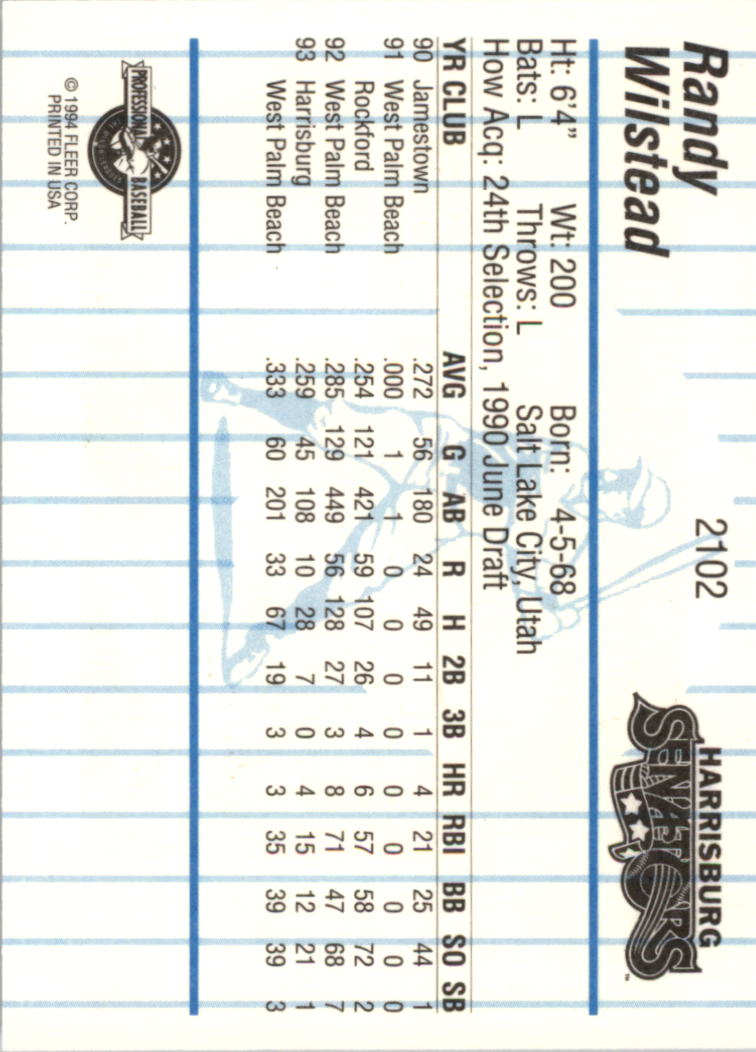 Randy
Wilstead
2102
HARRISBURG
SENATORS
™
Ht: 6'4" Wt: 200 Born: 4-5-68
Bats: L Throws: L Salt Lake City, Utah
How Acq: 24th Selection, 1990 June Draft
YR CLUB AVG G AB R H 2B 3B HR RBI BB SO SB
90 Jamestown .272 56 180 24 49 11 1 4 21 25 44 1
91 West Palm Beach .000 1 1 0 0 0 0 0 0 0 0 0
Rockford .254 121 421 59 107 26 4 6 57 58 72 2
92 West Palm Beach .285 129 449 56 128 27 3 8 71 47 68 7
93 Harrisburg .259 45 108 10 28 7 0 4 15 12 21 1
West Palm Beach .333 60 201 33 67 19 3 3 35 39 39 3
PROFESSIONAL BASEBALL
© 1994 FLEER CORP.
PRINTED IN USA